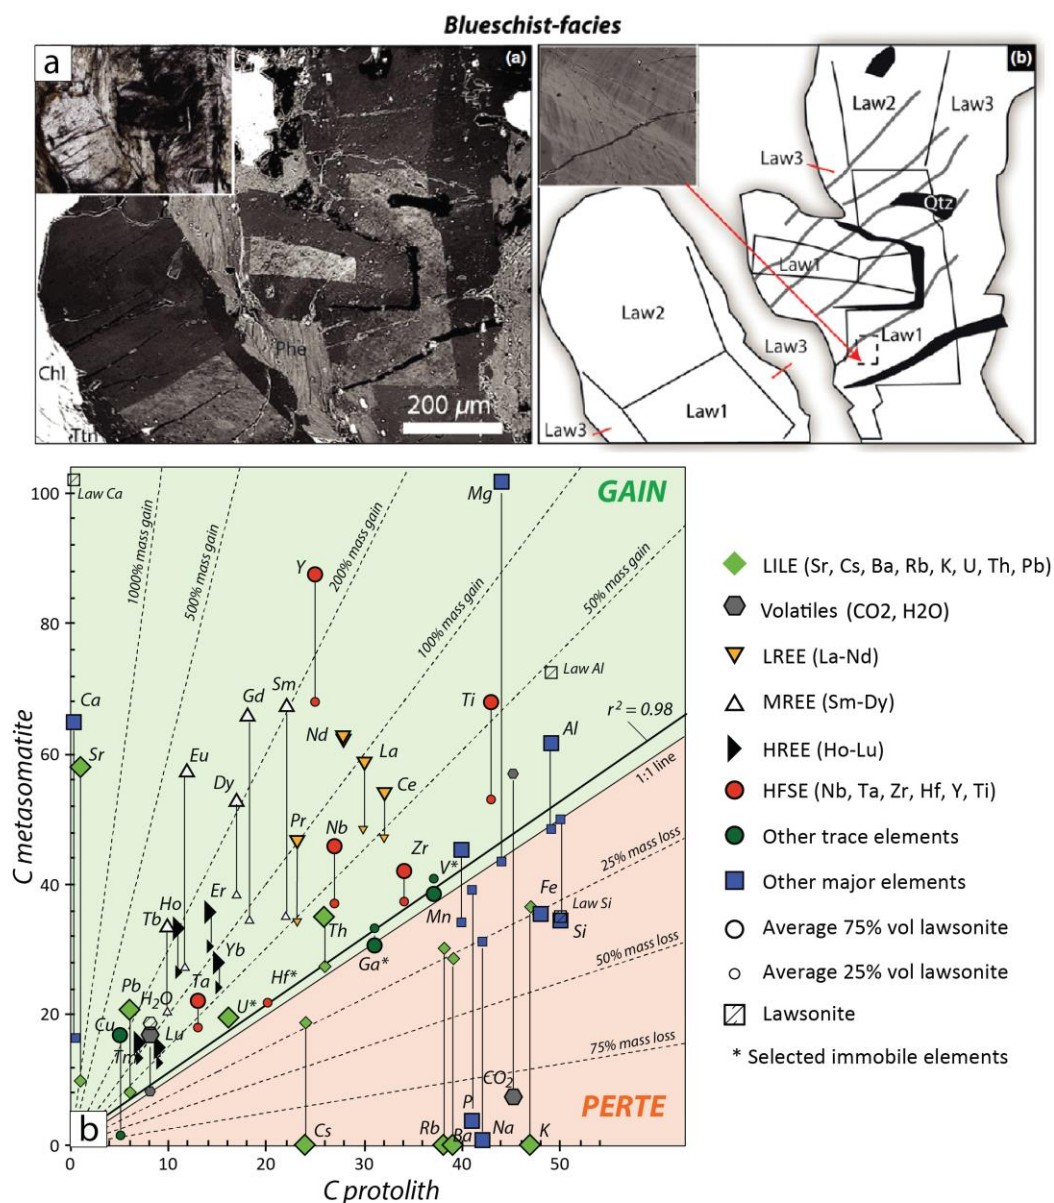 Blueschist-facies
a
(a)
Phe
Chl
Ttn
200 µm
(b)
Law2
Law3
Law3
Qtz
Law1
Law2
Law1
Law3
Law1
Law3
C metasomatite
100
80
60
40
20
0
0
10
20
30
40
50
C protolith
GAIN
PERTE
b
1000% mass gain
500% mass gain
200% mass gain
100% mass gain
50% mass gain
r² = 0.98
1:1 line
25% mass loss
50% mass loss
75% mass loss
Law Ca
Mg
Y
Law Al
Ca
Sr
Gd
Sm
Ti
Al
Nd
La
Eu
Dy
Ce
Pr
Nb
Zr
V*
Mn
Ho
Er
Tb
Yb
Th
Fe
Law Si
Si
Ga*
Hf*
Pb
H2O
Ta
U*
Cu
Tm
Lu
CO2
P
Cs
Rb
Ba
Na
K
LILE (Sr, Cs, Ba, Rb, K, U, Th, Pb)
Volatiles (CO2, H2O)
LREE (La-Nd)
MREE (Sm-Dy)
HREE (Ho-Lu)
HFSE (Nb, Ta, Zr, Hf, Y, Ti)
Other trace elements
Other major elements
Average 75% vol lawsonite
Average 25% vol lawsonite
Lawsonite
* Selected immobile elements